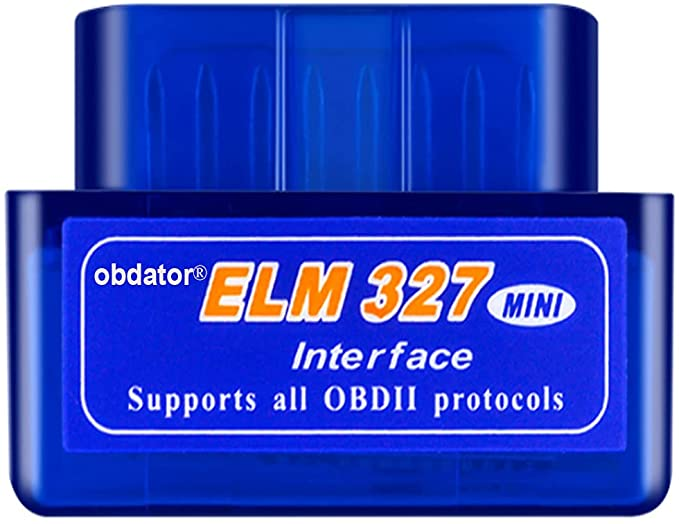 obdator® ELM 327 MINI
Interface
Supports all OBDII protocols